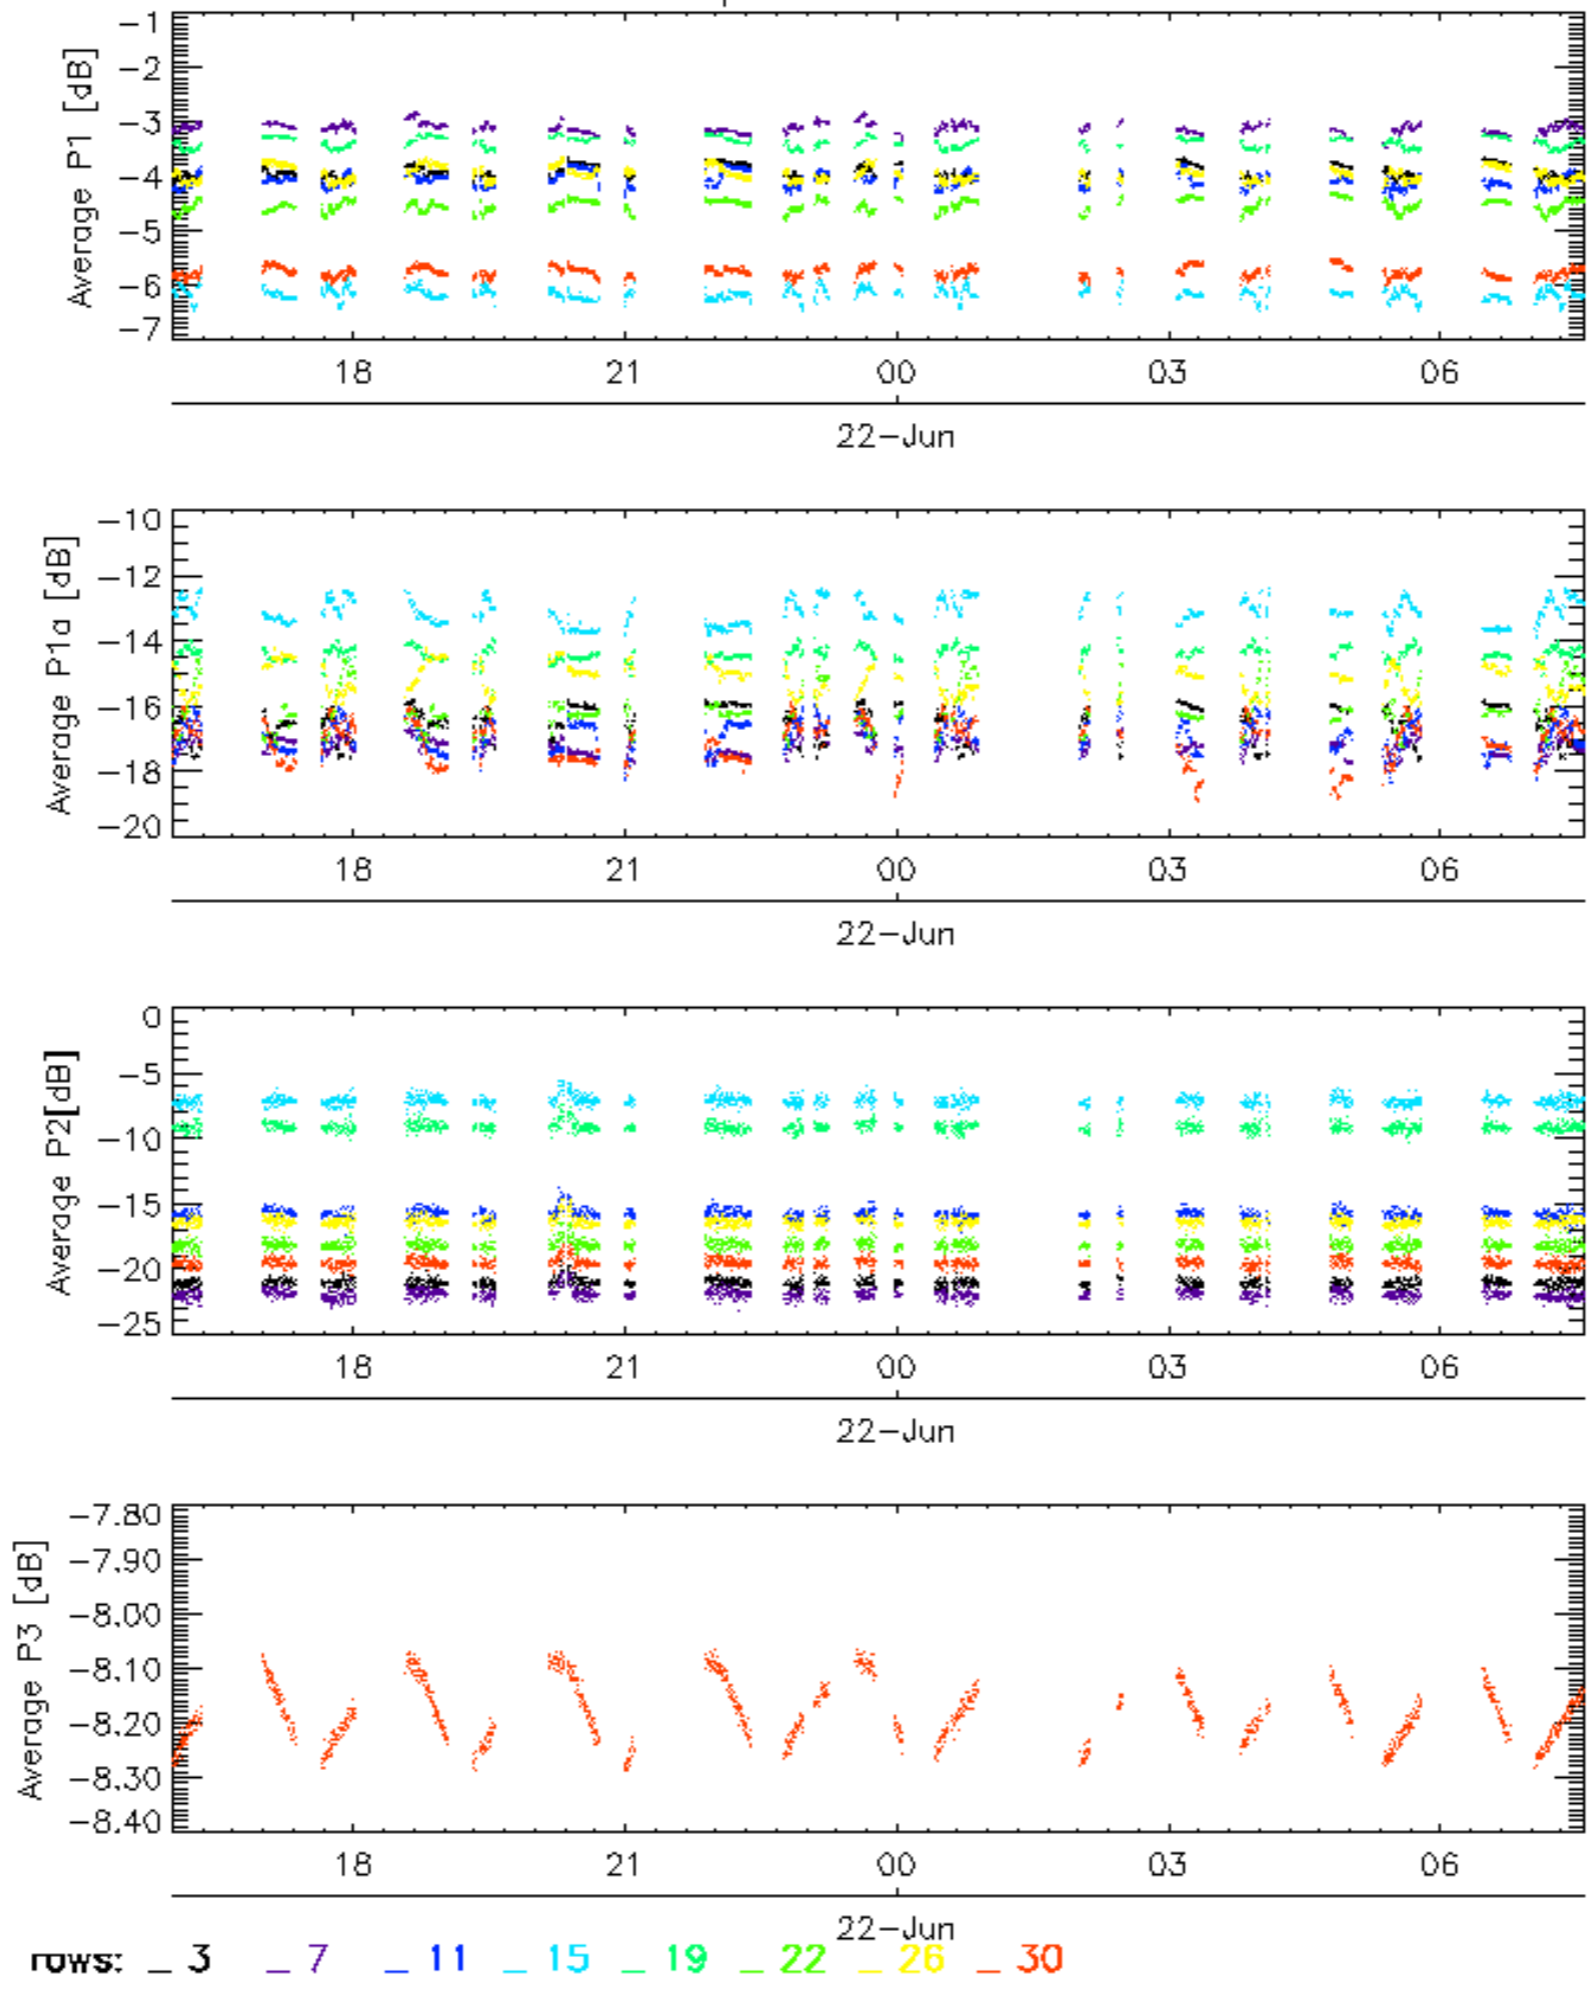 Average P1 [dB]
-1
-2
-3
-4
-5
-6
-7
18 21 00 03 06
22-Jun
Average P1a [dB]
-10
-12
-14
-16
-18
-20
18 21 00 03 06
22-Jun
Average P2[dB]
0
-5
-10
-15
-20
-25
18 21 00 03 06
22-Jun
Average P3 [dB]
-7.80
-7.90
-8.00
-8.10
-8.20
-8.30
-8.40
18 21 00 03 06
22-Jun
rows: _ 3 _ 7 _ 11 _ 15 _ 19 _ 22 _ 26 _ 30